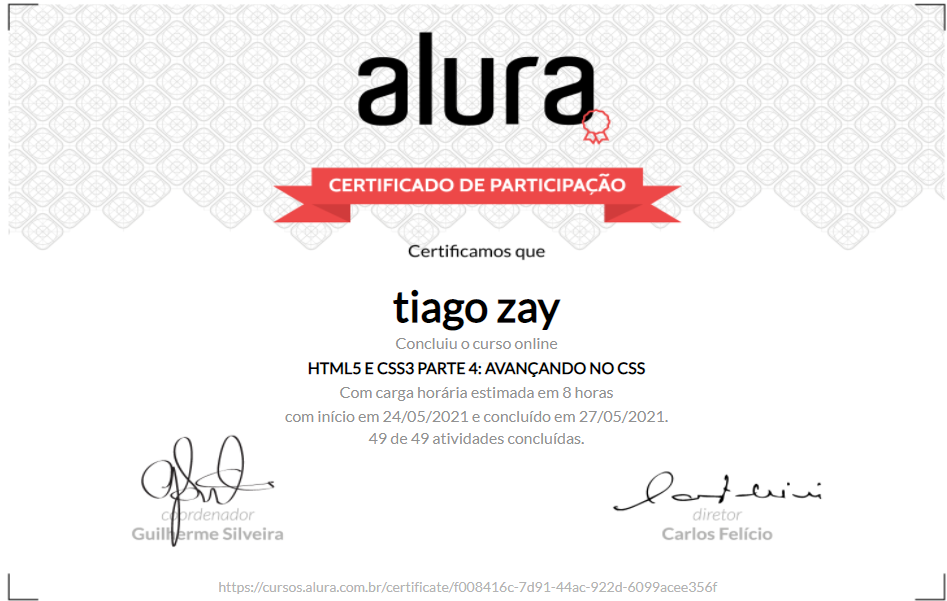 alura
CERTIFICADO DE PARTICIPAÇÃO
Certificamos que
tiago zay
Concluiu o curso online
HTML5 E CSS3 PARTE 4: AVANÇANDO NO CSS
Com carga horária estimada em 8 horas
com início em 24/05/2021 e concluído em 27/05/2021.
49 de 49 atividades concluídas.
coordenador
Guilherme Silveira
diretor
Carlos Felício
https://cursos.alura.com.br/certificate/f008416c-7d91-44ac-922d-6099acee356f